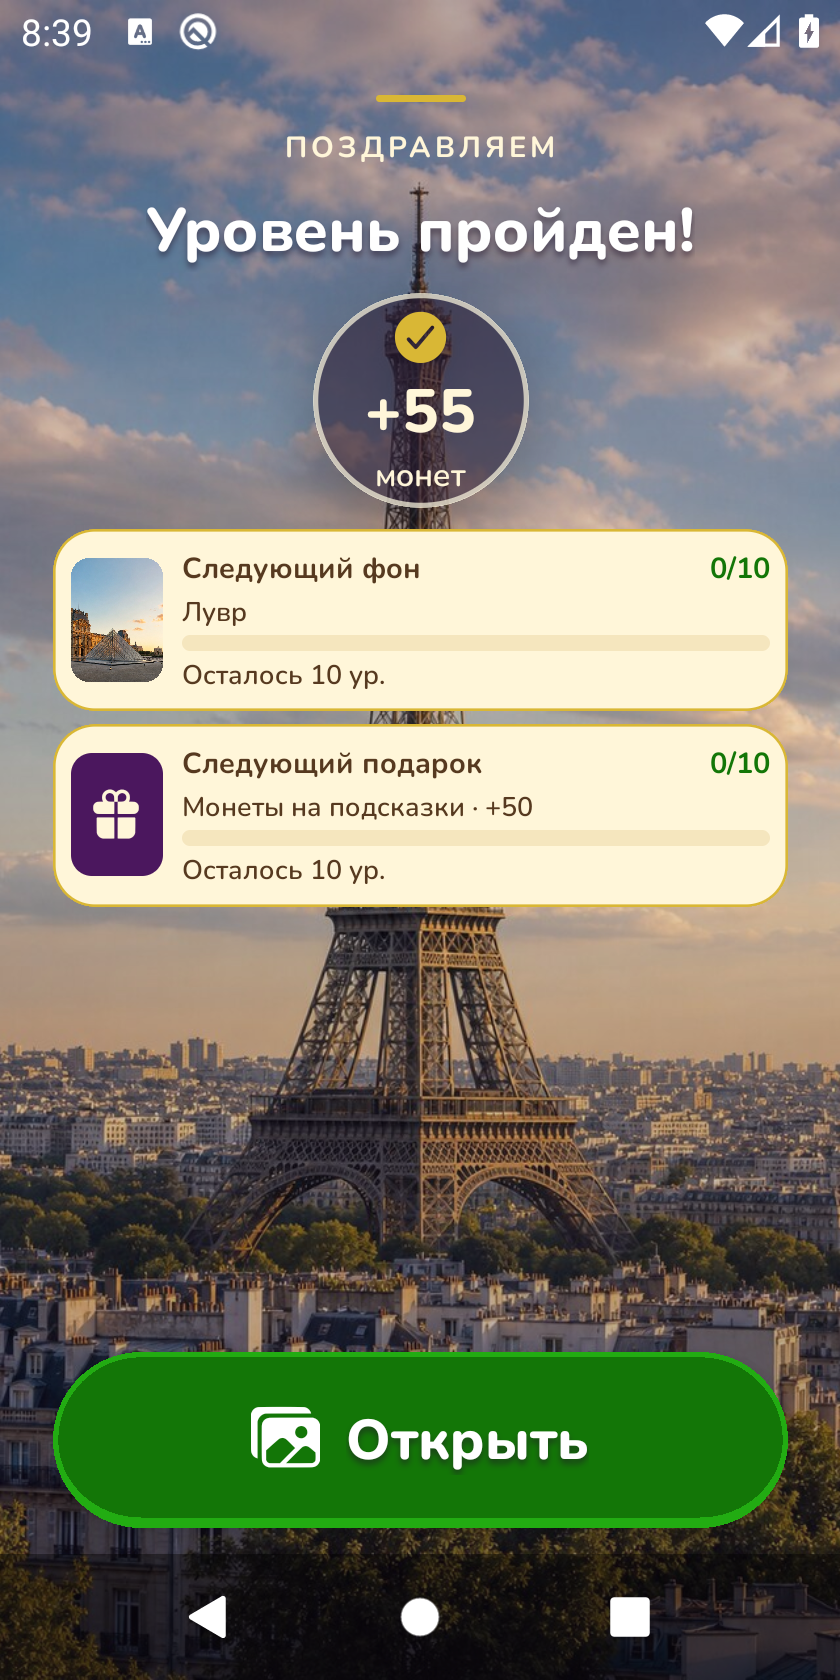 8:39
ПОЗДРАВЛЯЕМ
Уровень пройден!
+55
монет
Следующий фон 0/10
Лувр
Осталось 10 ур.
Следующий подарок 0/10
Монеты на подсказки · +50
Осталось 10 ур.
Открыть